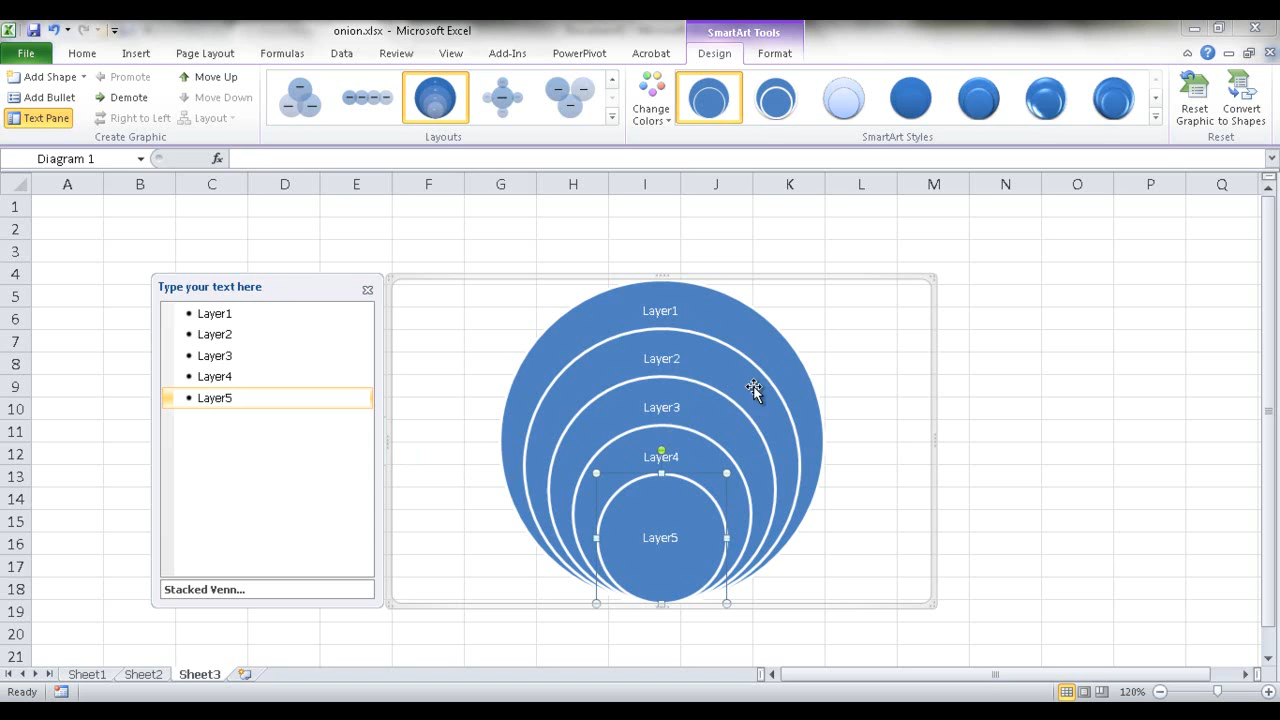 onion.xlsx - Microsoft Excel
SmartArt Tools
File Home Insert Page Layout Formulas Data Review View Add-Ins PowerPivot Acrobat Design Format
Add Shape Promote Move Up
Add Bullet Demote Move Down
Text Pane Right to Left Layout
Create Graphic
Layouts
Change
Colors
SmartArt Styles
Reset
Graphic
Convert
to Shapes
Reset
Diagram 1 fx
A B C D E F G H I J K L M N O P Q
1
2
3
4
5
6
7
8
9
10
11
12
13
14
15
16
17
18
19
20
21
Type your text here
Layer1
Layer2
Layer3
Layer4
Layer5
Stacked Venn...
Layer1
Layer2
Layer3
Layer4
Layer5
Sheet1 Sheet2 Sheet3
Ready 120%